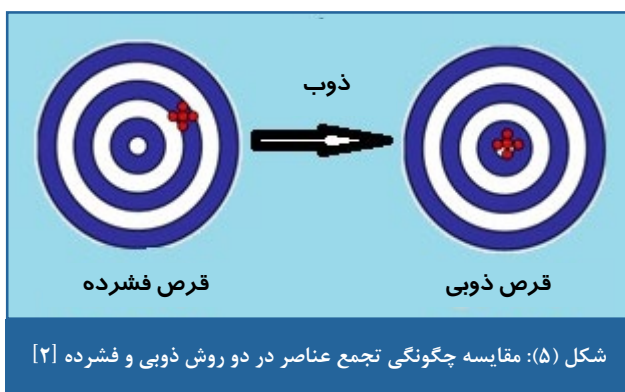 ذوب
قرص فشرده
قرص ذوبی
شکل (۵): مقایسه چگونگی تجمع عناصر در دو روش ذوبی و فشرده [۲]